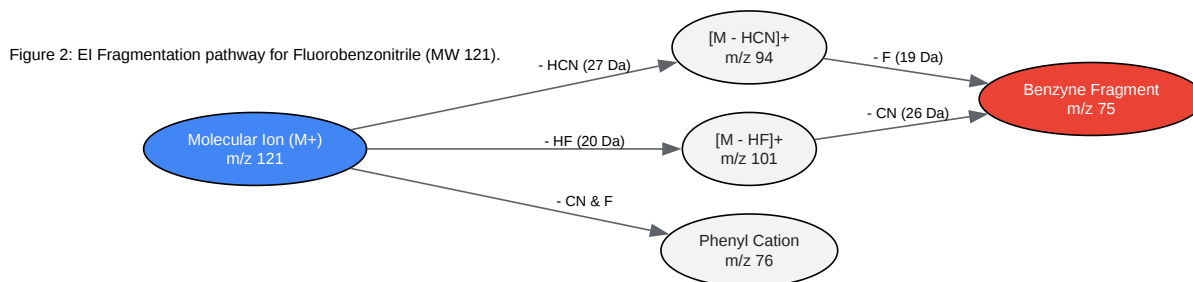 Figure 2: EI Fragmentation pathway for Fluorobenzonitrile (MW 121).
[M - HCN]+
m/z 94
- HCN (27 Da)
- F (19 Da)
Benzyne Fragment
m/z 75
Molecular Ion (M+)
m/z 121
- HF (20 Da)
[M - HF]+
m/z 101
- CN (26 Da)
- CN & F
Phenyl Cation
m/z 76